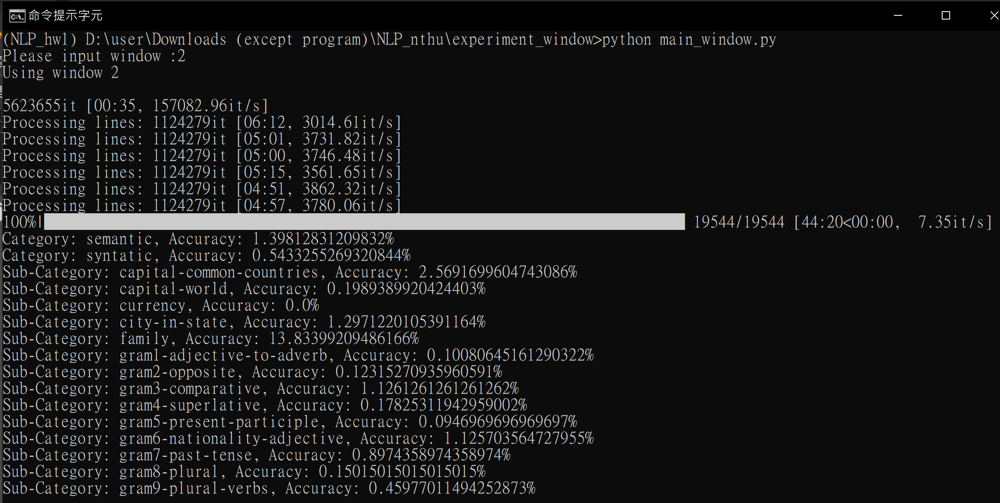 命令提示字元
(NLP_hw1) D:\user\Downloads (except program)\NLP_nthu\experiment_window>python main_window.py
Please input window :2
Using window 2
5623655it [00:35, 157082.96it/s]
Processing lines: 1124279it [06:12, 3014.61it/s]
Processing lines: 1124279it [05:01, 3731.82it/s]
Processing lines: 1124279it [05:00, 3746.48it/s]
Processing lines: 1124279it [05:15, 3561.65it/s]
Processing lines: 1124279it [04:51, 3862.32it/s]
Processing lines: 1124279it [04:57, 3780.06it/s]
100%| | 19544/19544 [44:20<00:00, 7.35it/s]
Category: semantic, Accuracy: 1.39812831209832%
Category: syntatic, Accuracy: 0.5433255269320844%
Sub-Category: capital-common-countries, Accuracy: 2.5691699604743086%
Sub-Category: capital-world, Accuracy: 0.1989389920424403%
Sub-Category: currency, Accuracy: 0.0%
Sub-Category: city-in-state, Accuracy: 1.2971220105391164%
Sub-Category: family, Accuracy: 13.83399209486166%
Sub-Category: gram1-adjective-to-adverb, Accuracy: 0.10080645161290322%
Sub-Category: gram2-opposite, Accuracy: 0.12315270935960591%
Sub-Category: gram3-comparative, Accuracy: 1.1261261261261262%
Sub-Category: gram4-superlative, Accuracy: 0.1782531194295900​2%
Sub-Category: gram5-present-participle, Accuracy: 0.0946969696969697%
Sub-Category: gram6-nationality-adjective, Accuracy: 1.125703564727955%
Sub-Category: gram7-past-tense, Accuracy: 0.8974358974358974%
Sub-Category: gram8-plural, Accuracy: 0.15015015015015015%
Sub-Category: gram9-plural-verbs, Accuracy: 0.45977011494252873%